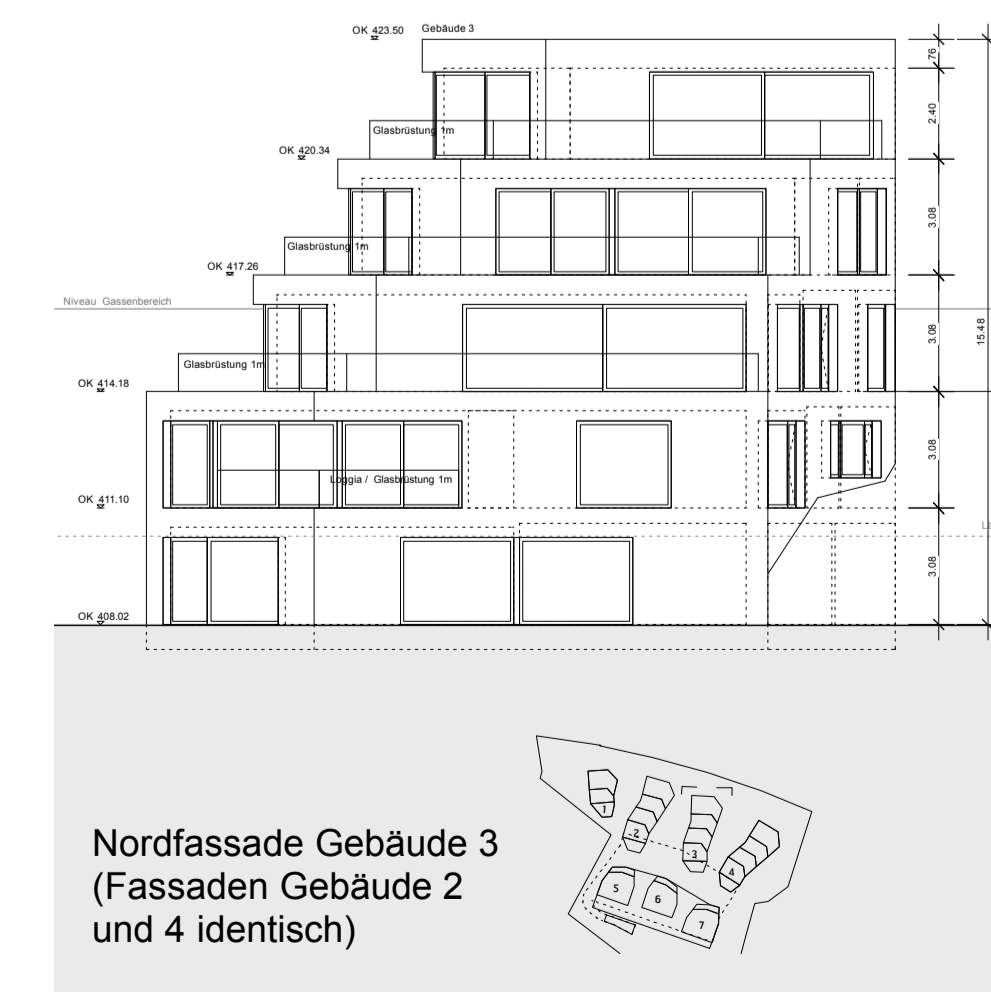 OK 423.50 Gebäude 3
76
2.40
Glasbrüstung 1m
OK 420.34
3.08
Glasbrüstung 1m
OK 417.26
Niveau Gassenbereich
3.08
15.48
Glasbrüstung 1m
OK 414.18
3.08
Loggia / Glasbrüstung 1m
OK 411.10
3.08
OK 408.02
Nordfassade Gebäude 3
(Fassaden Gebäude 2
und 4 identisch)
1
2
3
4
5
6
7